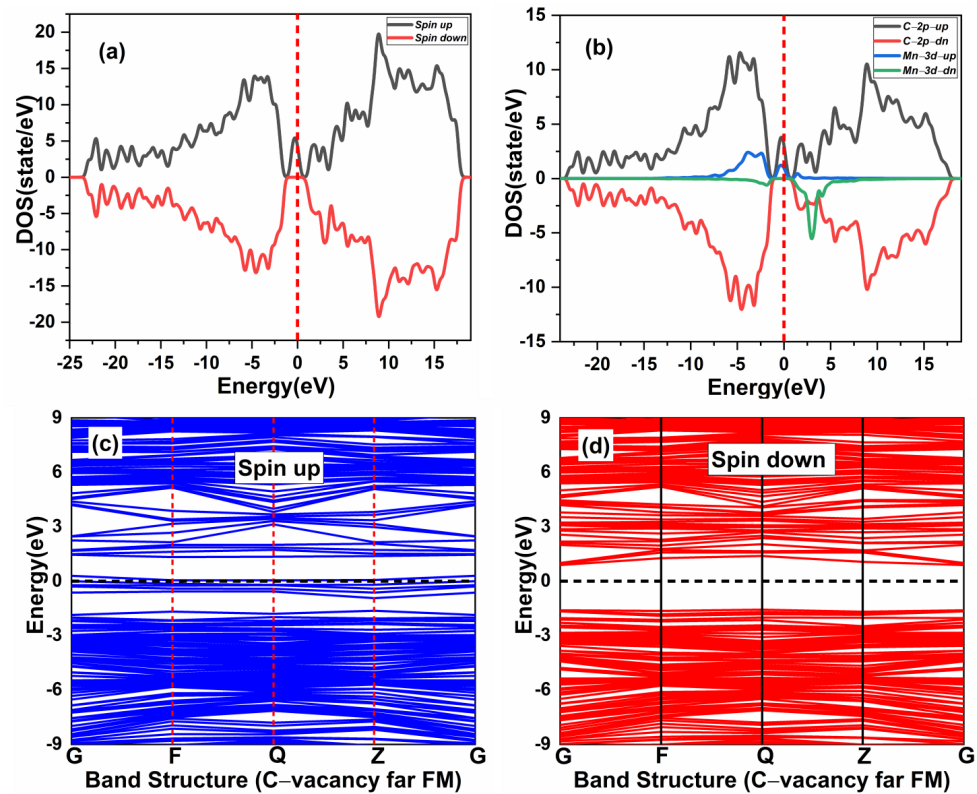 (a)
Spin up
Spin down
20
15
10
5
0
-5
-10
-15
-20
DOS(state/eV)
-25
-20
-15
-10
-5
0
5
10
15
Energy(eV)
(b)
C-2p-up
C-2p-dn
Mn-3d-up
Mn-3d-dn
15
10
5
0
-5
-10
-15
DOS(state/eV)
-20
-15
-10
-5
0
5
10
15
Energy(eV)
(c)
Spin up
9
6
3
0
-3
-6
-9
Energy(eV)
G
F
Q
Z
G
Band Structure (C–vacancy far FM)
(d)
Spin down
9
6
3
0
-3
-6
-9
Energy(eV)
G
F
Q
Z
G
Band Structure (C–vacancy far FM)